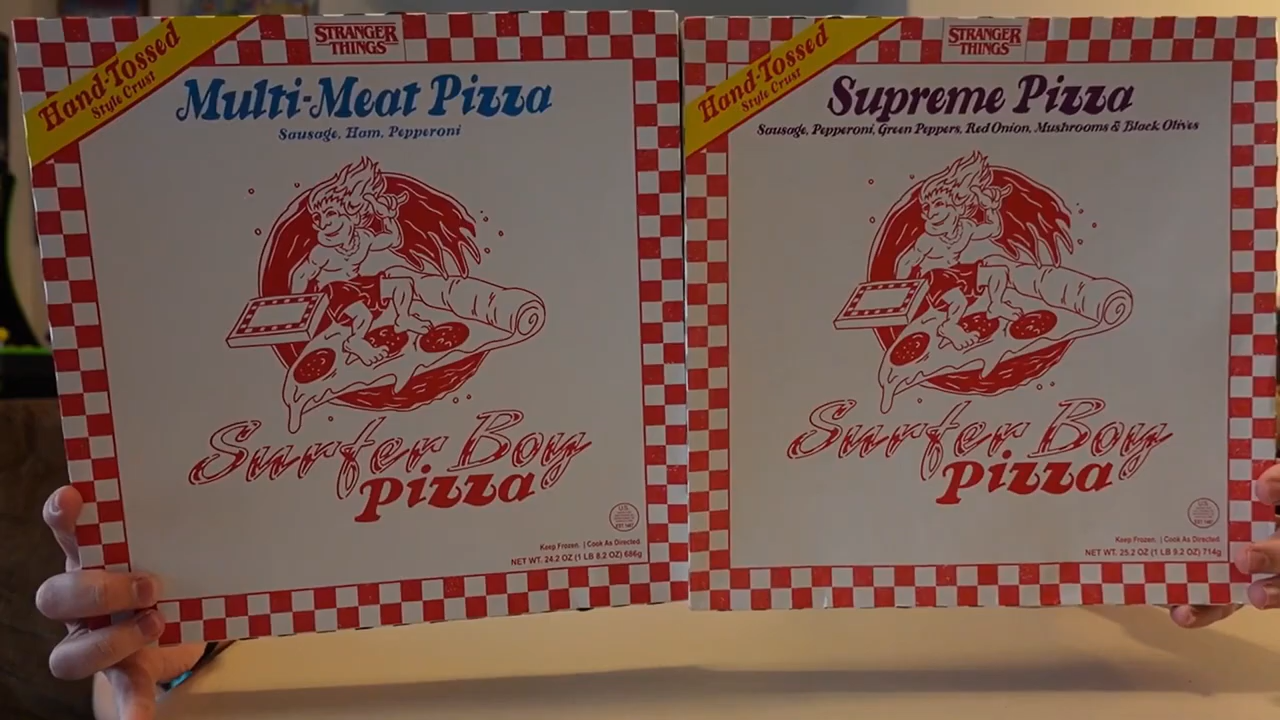 Hand-Tossed
Style Crust
STRANGER
THINGS
Multi-Meat Pizza
Sausage, Ham, Pepperoni
Surfer Boy
Pizza
U.S.
Keep Frozen. | Cook As Directed.
NET WT. 24.2 OZ (1 LB 8.2 OZ) 686g
Hand-Tossed
Style Crust
STRANGER
THINGS
Supreme Pizza
Sausage, Pepperoni, Green Peppers, Red Onion, Mushrooms & Black Olives
Surfer Boy
Pizza
U.S.
Keep Frozen. | Cook As Directed.
NET WT. 25.2 OZ (1 LB 9.2 OZ) 714g